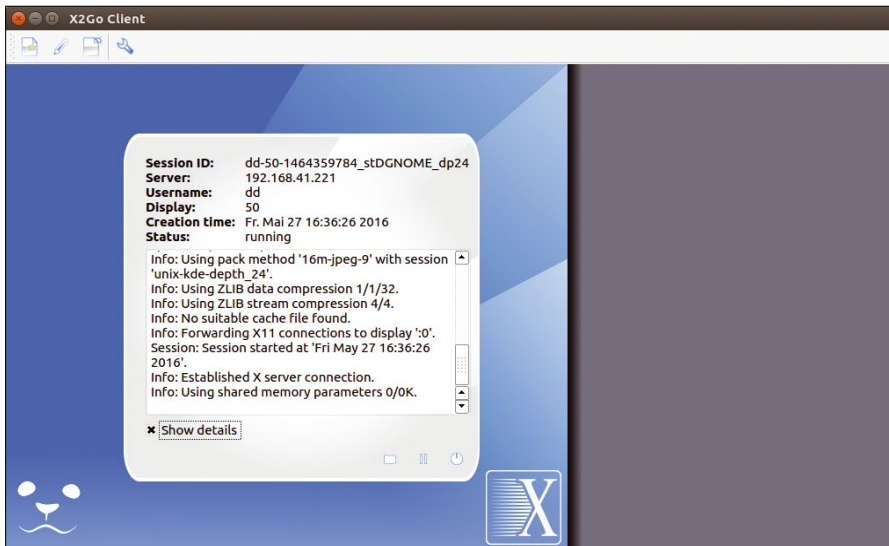 X2Go Client
Session ID: dd-50-1464359784_stDGNOME_dp24
Server: 192.168.41.221
Username: dd
Display: 50
Creation time: Fr. Mai 27 16:36:26 2016
Status: running
Info: Using pack method '16m-jpeg-9' with session
'unix-kde-depth_24'.
Info: Using ZLIB data compression 1/1/32.
Info: Using ZLIB stream compression 4/4.
Info: No suitable cache file found.
Info: Forwarding X11 connections to display ':0'.
Session: Session started at 'Fri May 27 16:36:26
2016'.
Info: Established X server connection.
Info: Using shared memory parameters 0/0K.
Show details
X